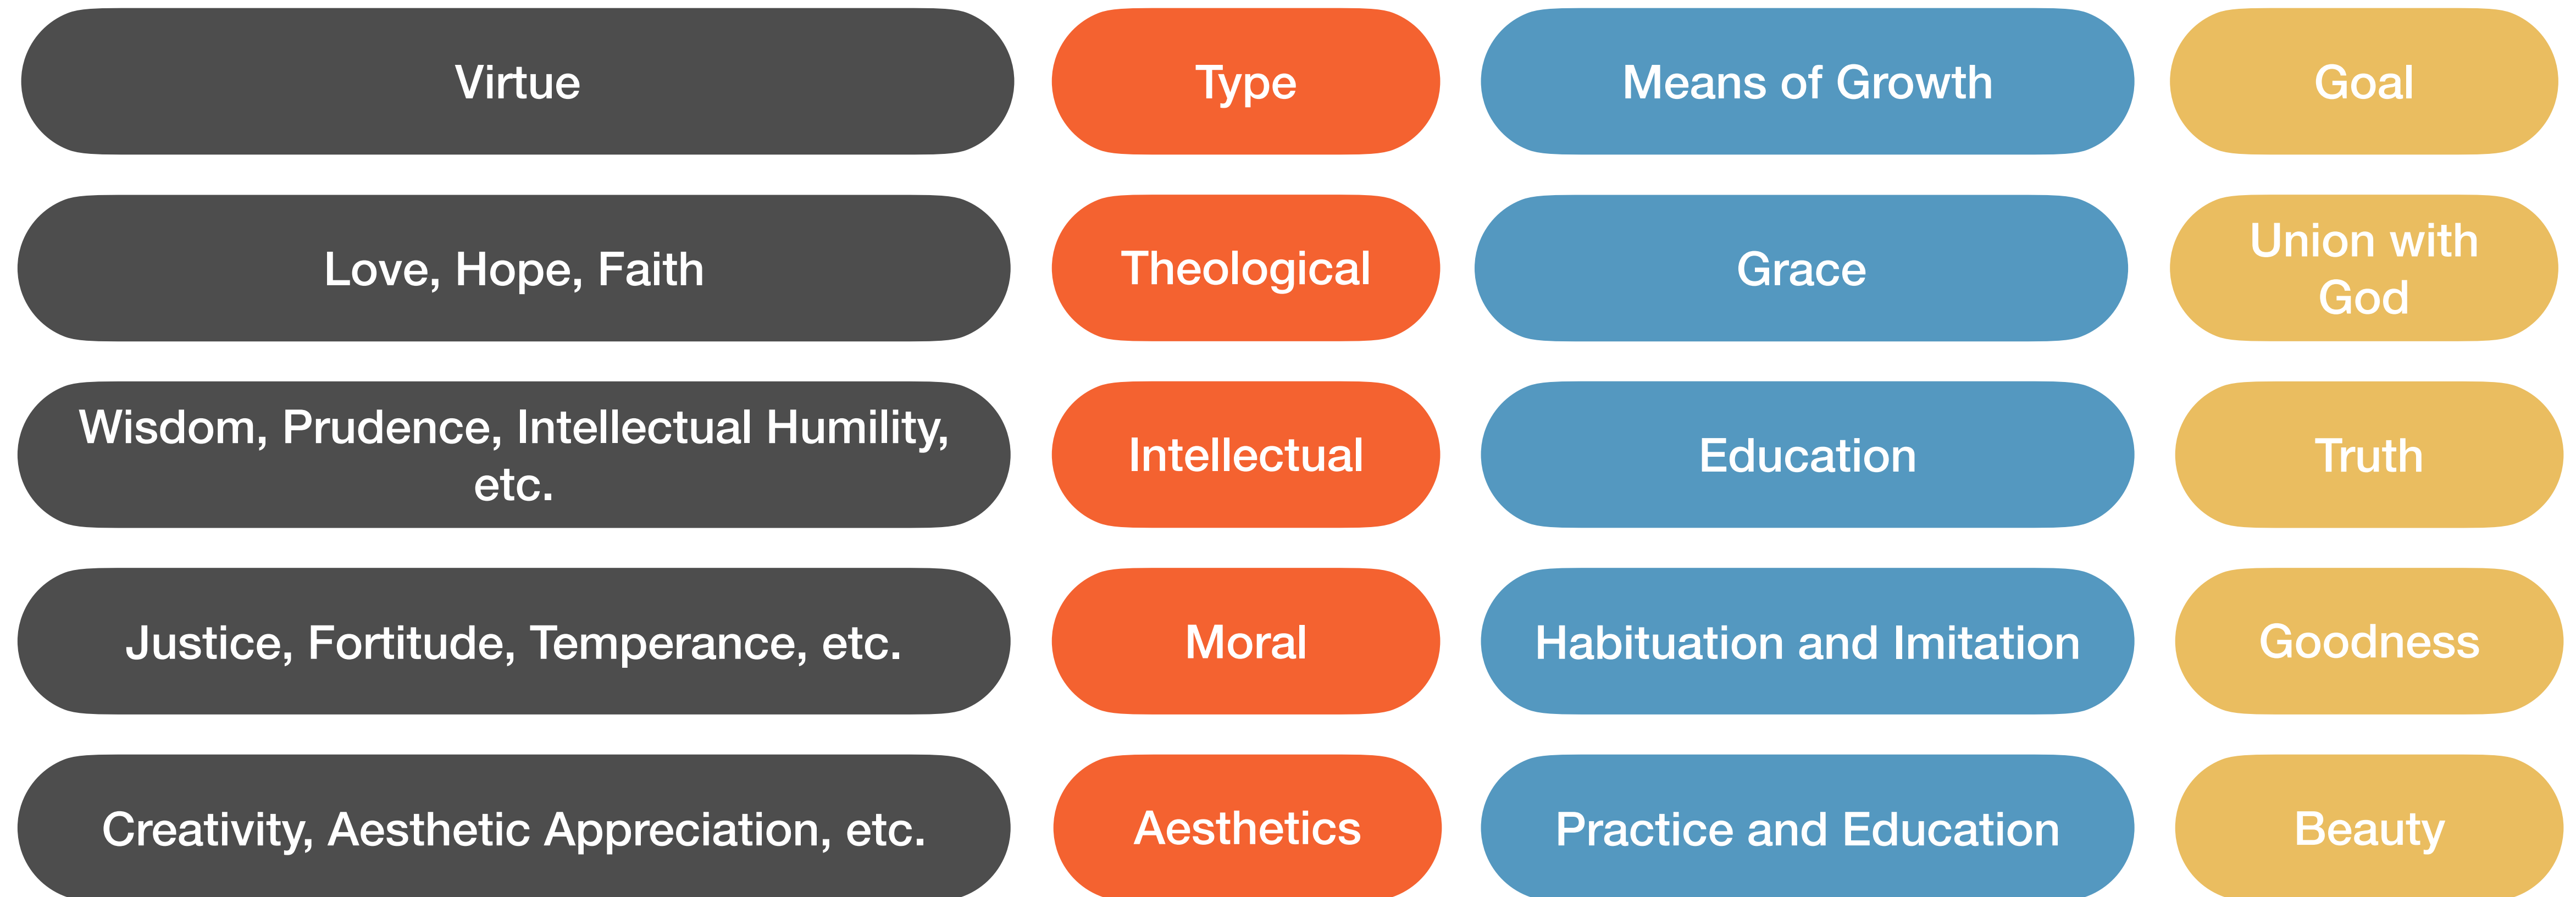 Virtue
Type
Means of Growth
Goal
Love, Hope, Faith
Theological
Grace
Union with
God
Wisdom, Prudence, Intellectual Humility,
etc.
Intellectual
Education
Truth
Justice, Fortitude, Temperance, etc.
Moral
Habituation and Imitation
Goodness
Creativity, Aesthetic Appreciation, etc.
Aesthetics
Practice and Education
Beauty